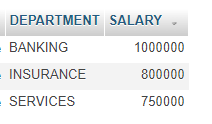 DEPARTMENT SALARY
BANKING 1000000
INSURANCE 800000
SERVICES 750000